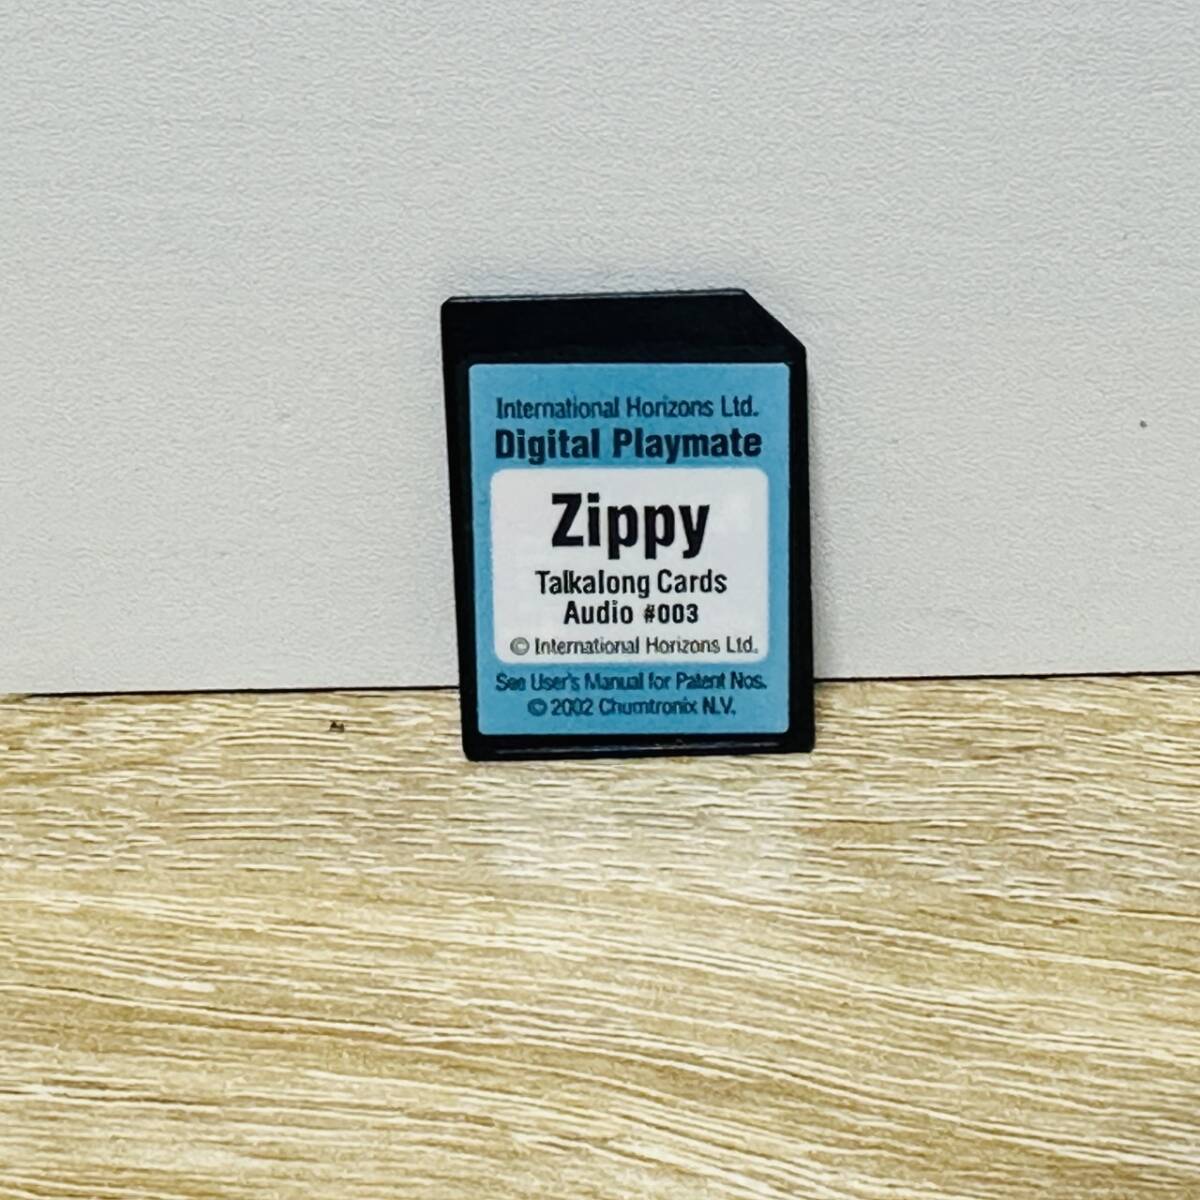 International Horizons Ltd.
Digital Playmate
Zippy
Talkalong Cards
Audio #003
© International Horizons Ltd.
See User's Manual for Patent Nos.
© 2002 Chumtronix N.V.